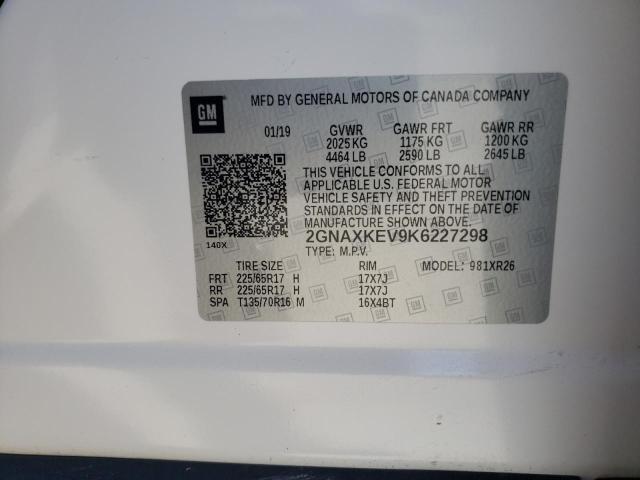 GM
MFD BY GENERAL MOTORS OF CANADA COMPANY
01/19 GVWR GAWR FRT GAWR RR
2025 KG 1175 KG 1200 KG
4464 LB 2590 LB 2645 LB
THIS VEHICLE CONFORMS TO ALL
APPLICABLE U.S. FEDERAL MOTOR
VEHICLE SAFETY AND THEFT PREVENTION
STANDARDS IN EFFECT ON THE DATE OF
MANUFACTURE SHOWN ABOVE.
140X
2GNAXKEV9K6227298
TYPE: M.P.V.
TIRE SIZE RIM MODEL: 981XR26
FRT 225/65R17 H 17X7J
RR 225/65R17 H 17X7J
SPA T135/70R16 M 16X4BT